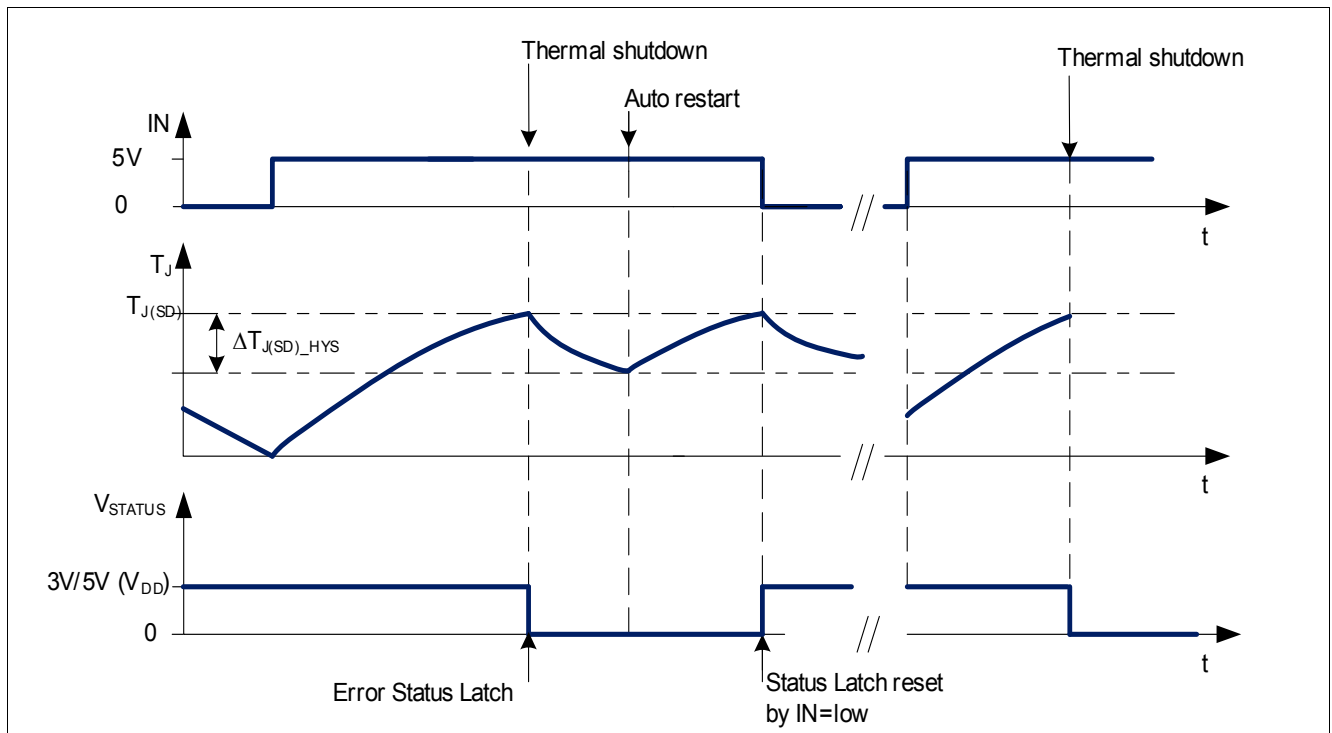 Thermal shutdown
Thermal shutdown
Auto restart
IN
5V
0
//
t
TJ
TJ(SD)
ΔTJ(SD)_HYS
//
t
VSTATUS
3V/5V (VDD)
0
//
t
Error Status Latch
Status Latch reset
by IN=low